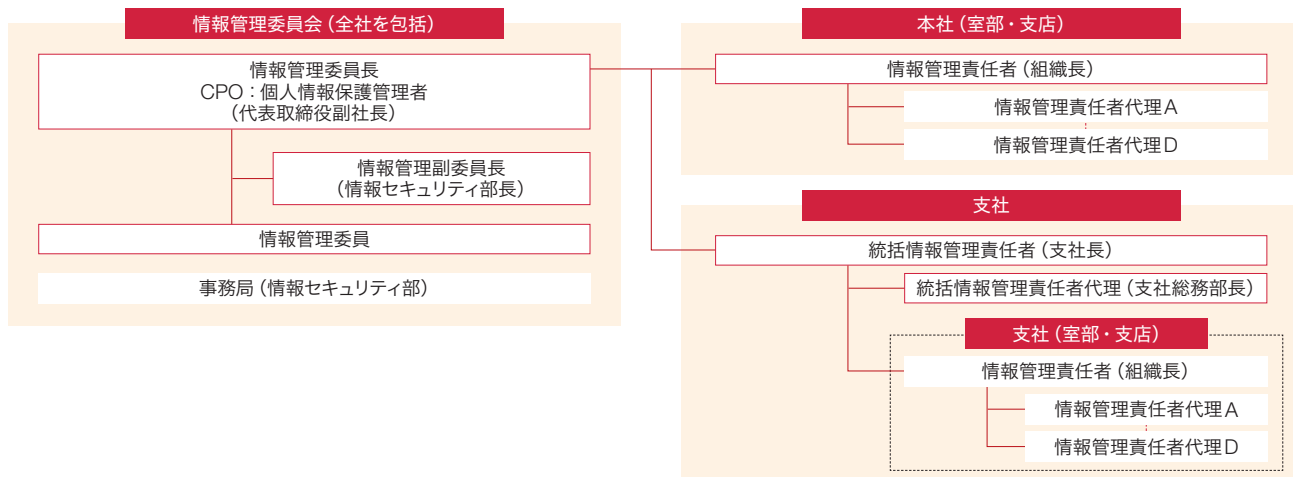 情報管理委員会（全社を包括）
情報管理委員長
CPO：個人情報保護管理者
（代表取締役副社長）
情報管理副委員長
（情報セキュリティ部長）
情報管理委員
事務局（情報セキュリティ部）
本社（室部・支店）
情報管理責任者（組織長）
情報管理責任者代理A
情報管理責任者代理D
支社
統括情報管理責任者（支社長）
統括情報管理責任者代理（支社総務部長）
支社（室部・支店）
情報管理責任者（組織長）
情報管理責任者代理A
情報管理責任者代理D